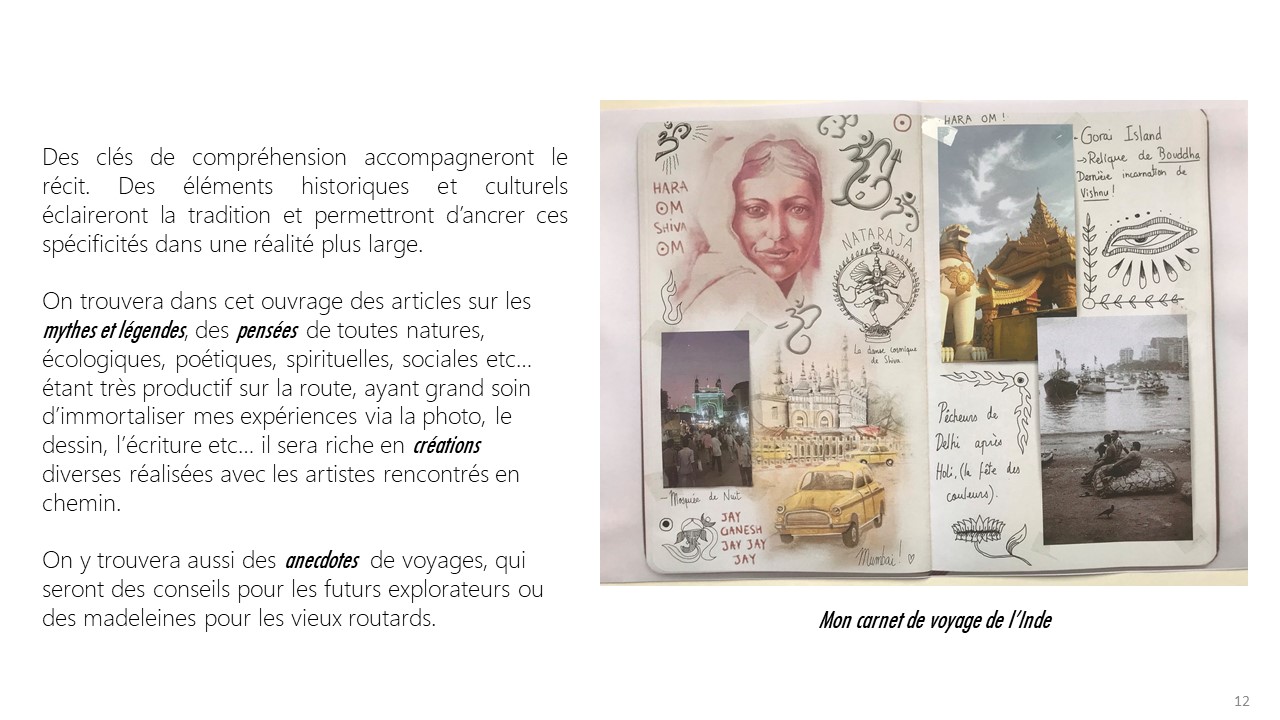 Des clés de compréhension accompagneront le
récit. Des éléments historiques et culturels
éclaireront la tradition et permettront d’ancrer ces
spécificités dans une réalité plus large.
On trouvera dans cet ouvrage des articles sur les
mythes et légendes, des pensées de toutes natures,
écologiques, poétiques, spirituelles, sociales etc...
étant très productif sur la route, ayant grand soin
d’immortaliser mes expériences via la photo, le
dessin, l’écriture etc... il sera riche en créations
diverses réalisées avec les artistes rencontrés en
chemin.
On y trouvera aussi des anecdotes de voyages, qui
seront des conseils pour les futurs explorateurs ou
des madeleines pour les vieux routards.
ॐ
HARA
OM
SHIVA
OM
ॐ
ॐ
NATARAJA
ॐ
La danse cosmique
de Shiva.
- Mosquée de Nuit
JAY
GANESH
JAY JAY
JAY
Mumbai !
HARA OM !
- Gorai Island
→ Relique de Bouddha
Dernière incarnation de
Vishnu !
Pêcheurs de
Delhi après
Holi, (la fête des
couleurs).
Mon carnet de voyage de l’Inde
12